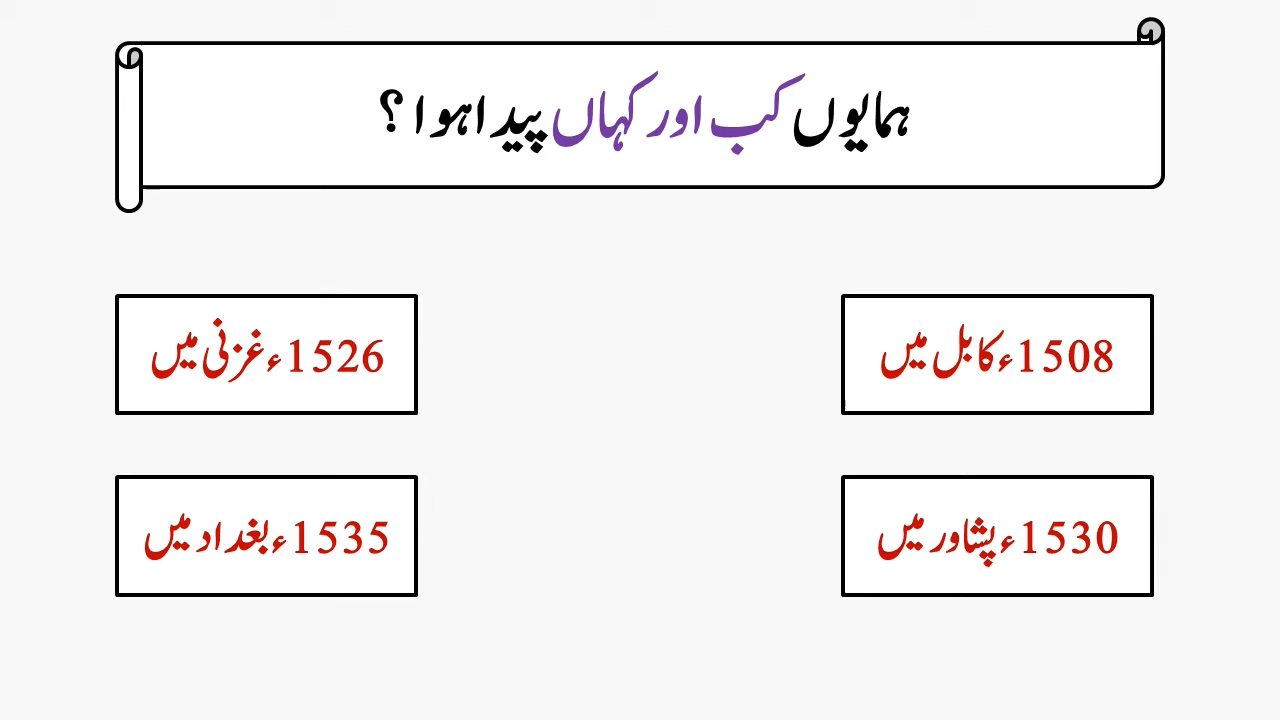 ہمایوں کب اور کہاں پیدا ہوا ؟
1508ء کابل میں
1526ء غزنی میں
1530ء پشاور میں
1535ء بغداد میں